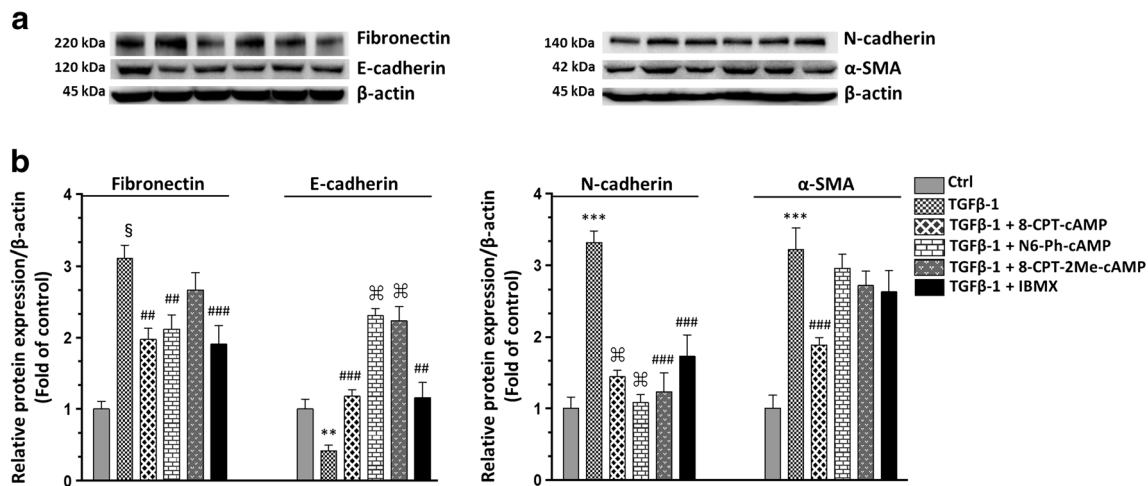 a
220 kDa
Fibronectin
120 kDa
E-cadherin
45 kDa
β-actin
140 kDa
N-cadherin
42 kDa
α-SMA
45 kDa
β-actin
b
Relative protein expression/β-actin
(Fold of control)
4
3
2
1
0
Fibronectin
E-cadherin
§
##
##
###
**
###
⌘
⌘
##
Relative protein expression/β-actin
(Fold of control)
4
3
2
1
0
N-cadherin
α-SMA
***
⌘
⌘
###
###
***
###
Ctrl
TGFβ-1
TGFβ-1 + 8-CPT-cAMP
TGFβ-1 + N6-Ph-cAMP
TGFβ-1 + 8-CPT-2Me-cAMP
TGFβ-1 + IBMX